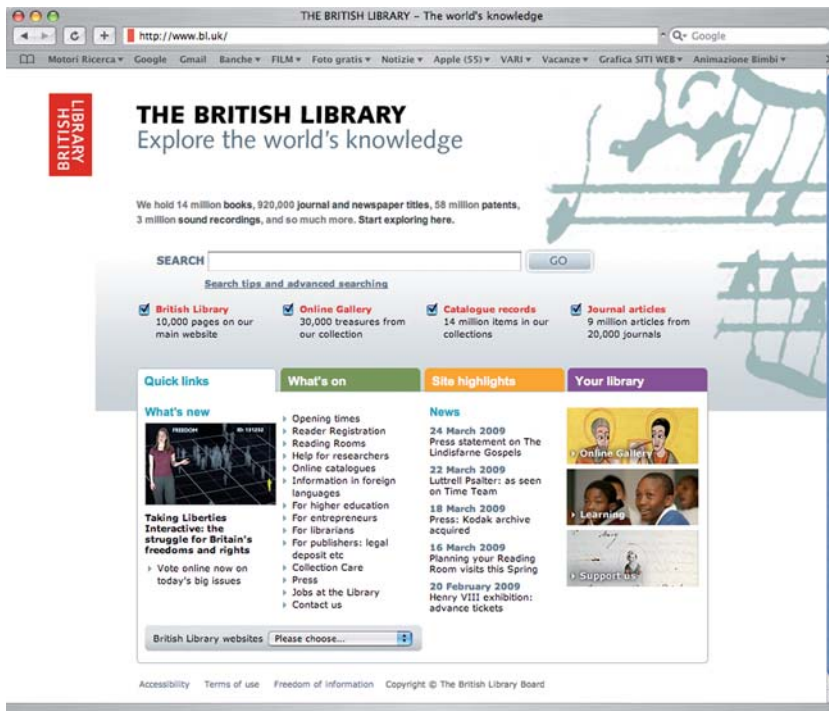 THE BRITISH LIBRARY – The world's knowledge
http://www.bl.uk/
Google
Motori Ricerca Google Gmail Banche FILM Foto gratis Notizie Apple (55) VARI Vacanze Grafica SITI WEB Animazione Bimbi
BRITISH
LIBRARY
THE BRITISH LIBRARY
Explore the world's knowledge
We hold 14 million books, 920,000 journal and newspaper titles, 58 million patents,
3 million sound recordings, and so much more. Start exploring here.
SEARCH
GO
Search tips and advanced searching
British Library
10,000 pages on our
main website
Online Gallery
30,000 treasures from
our collection
Catalogue records
14 million items in our
collections
Journal articles
9 million articles from
20,000 journals
Quick links
What's on
Site highlights
Your library
What's new
FREEDOM
Taking Liberties
Interactive: the
struggle for Britain's
freedoms and rights
Vote online now on
today's big issues
Opening times
Reader Registration
Reading Rooms
Help for researchers
Online catalogues
Information in foreign
languages
For higher education
For entrepreneurs
For librarians
For publishers: legal
deposit etc
Collection Care
Press
Jobs at the Library
Contact us
News
24 March 2009
Press statement on The
Lindisfarne Gospels
22 March 2009
Luttrell Psalter: as seen
on Time Team
18 March 2009
Press: Kodak archive
acquired
16 March 2009
Planning your Reading
Room visits this Spring
20 February 2009
Henry VIII exhibition:
advance tickets
Online Gallery
Learning
Support us
British Library websites
Please choose...
Accessibility Terms of use Freedom of information Copyright © The British Library Board